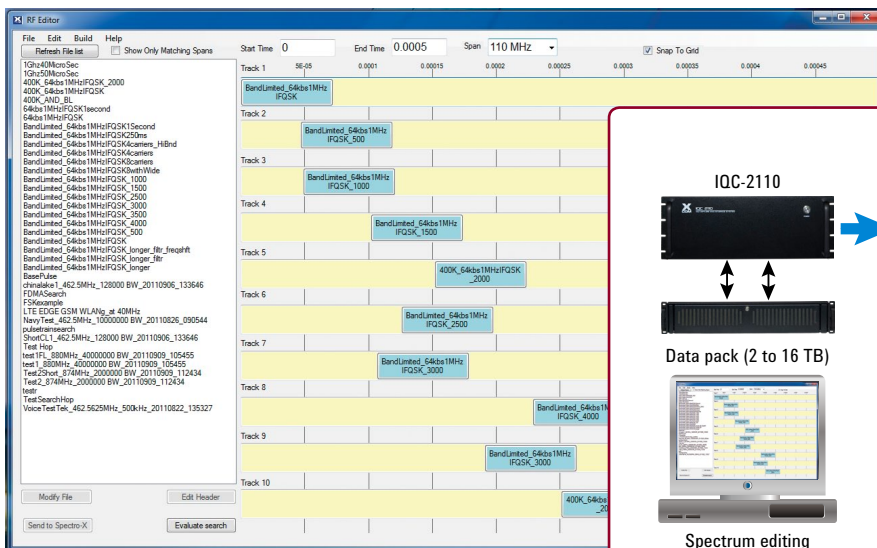 RF Editor
File Edit Build Help
Refresh File list
Show Only Matching Spans
Start Time 0
End Time 0.0005
Span 110 MHz
Snap To Grid
1Ghz40MicroSec
1Ghz50MicroSec
400K_64kbs1MHzIFQSK_2000
400K_64kbs1MHzIFQSK
400K_AND_BL
64kbs1MHzIFQSK1second
64kbs1MHzIFQSK
BandLimited_64kbs1MHzIFQSK1Second
BandLimited_64kbs1MHzIFQSK250ms
BandLimited_64kbs1MHzIFQSK4carriers_HiBnd
BandLimited_64kbs1MHzIFQSK4carriers
BandLimited_64kbs1MHzIFQSK8carriers
BandLimited_64kbs1MHzIFQSK8withWide
BandLimited_64kbs1MHzIFQSK_1000
BandLimited_64kbs1MHzIFQSK_1500
BandLimited_64kbs1MHzIFQSK_2500
BandLimited_64kbs1MHzIFQSK_3000
BandLimited_64kbs1MHzIFQSK_3500
BandLimited_64kbs1MHzIFQSK_4000
BandLimited_64kbs1MHzIFQSK_500
BandLimited_64kbs1MHzIFQSK
BandLimited_64kbs1MHzIFQSK_longer_filtr_freqshft
BandLimited_64kbs1MHzIFQSK_longer_filtr
BandLimited_64kbs1MHzIFQSK_longer
BasePulse
chinalake1_462.5MHz_128000 BW_20110906_133646
FDMASearch
FSKexample
LTE EDGE GSM WLANg_at 40MHz
NavyTest_462.5MHz_10000000 BW_20110826_090544
pulsetrainsearch
ShortCL1_462.5MHz_128000 BW_20110906_133646
Test Hop
test1FL_880MHz_40000000 BW_20110909_105455
test1_880MHz_40000000 BW_20110909_105455
Test2Short_874MHz_2000000 BW_20110909_112434
Test2_874MHz_2000000 BW_20110909_112434
testr
TestSearchHop
VoiceTestTek_462.5625MHz_500kHz_20110822_135327
Modify File
Edit Header
Send to Spectro-X
Evaluate search
Track 1 5E-05 0.0001 0.00015 0.0002 0.00025 0.0003 0.00035 0.0004 0.00045
BandLimited_64kbs1MHz
IFQSK
Track 2
BandLimited_64kbs1MHz
IFQSK_500
Track 3
BandLimited_64kbs1MHz
IFQSK_1000
Track 4
BandLimited_64kbs1MHz
IFQSK_1500
Track 5
400K_64kbs1MHzIFQSK
_2000
Track 6
BandLimited_64kbs1MHz
IFQSK_2500
Track 7
BandLimited_64kbs1MHz
IFQSK_3000
Track 8
BandLimited_64kbs1M
IFQSK_4000
Track 9
BandLimited_64kbs1MHz
IFQSK_3000
Track 10
400K_64kbs
_20
IQC-2110
Data pack (2 to 16 TB)
Spectrum editing